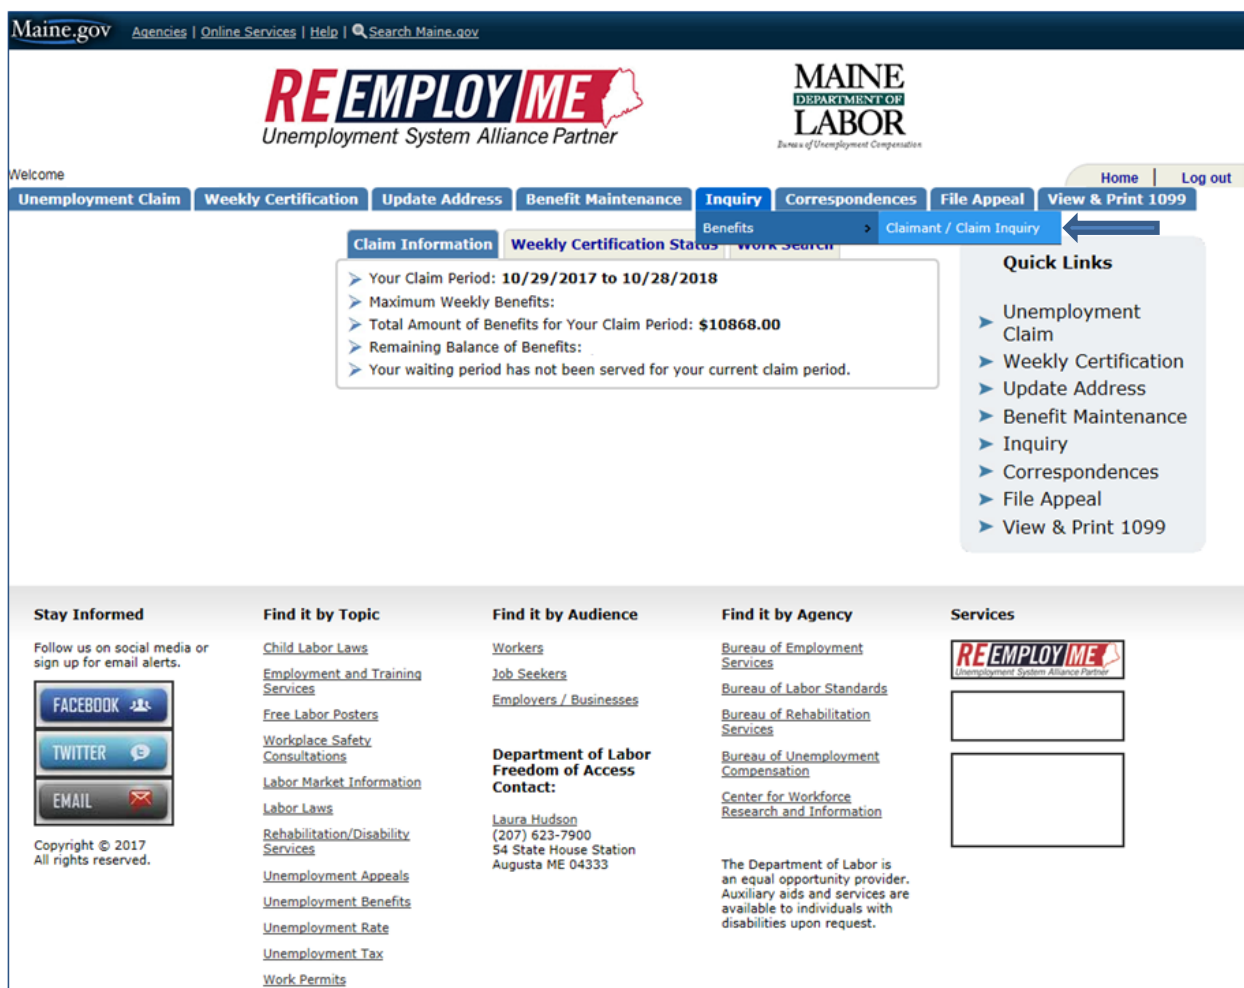 Maine.gov Agencies | Online Services | Help | Search Maine.gov
REEMPLOYME
Unemployment System Alliance Partner
MAINE
DEPARTMENT OF
LABOR
Bureau of Unemployment Compensation
Welcome
Home | Log out
Unemployment Claim Weekly Certification Update Address Benefit Maintenance Inquiry Correspondences File Appeal View & Print 1099
Benefits Claimant / Claim Inquiry
Claim Information Weekly Certification Status Work Search
Your Claim Period: 10/29/2017 to 10/28/2018
Maximum Weekly Benefits:
Total Amount of Benefits for Your Claim Period: $10868.00
Remaining Balance of Benefits:
Your waiting period has not been served for your current claim period.
Quick Links
Unemployment
Claim
Weekly Certification
Update Address
Benefit Maintenance
Inquiry
Correspondences
File Appeal
View & Print 1099
Stay Informed
Follow us on social media or
sign up for email alerts.
FACEBOOK
TWITTER
EMAIL
Copyright © 2017
All rights reserved.
Find it by Topic
Child Labor Laws
Employment and Training
Services
Free Labor Posters
Workplace Safety
Consultations
Labor Market Information
Labor Laws
Rehabilitation/Disability
Services
Unemployment Appeals
Unemployment Benefits
Unemployment Rate
Unemployment Tax
Work Permits
Find it by Audience
Workers
Job Seekers
Employers / Businesses
Department of Labor
Freedom of Access
Contact:
Laura Hudson
(207) 623-7900
54 State House Station
Augusta ME 04333
Find it by Agency
Bureau of Employment
Services
Bureau of Labor Standards
Bureau of Rehabilitation
Services
Bureau of Unemployment
Compensation
Center for Workforce
Research and Information
The Department of Labor is
an equal opportunity provider.
Auxiliary aids and services are
available to individuals with
disabilities upon request.
Services
REEMPLOYME
Unemployment System Alliance Partner